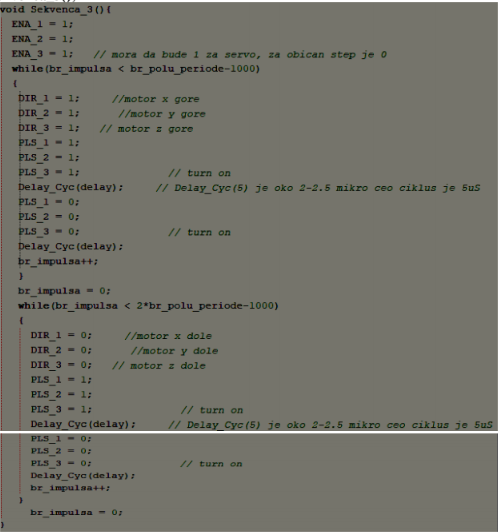 void Sekvenca_3(){
ENA_1 = 1;
ENA_2 = 1;
ENA_3 = 1;   // mora da bude 1 za servo, za obican step je 0
while(br_impulsa < br_polu_periode-1000)
{
DIR_1 = 1;     //motor x gore
DIR_2 = 1;      //motor y gore
DIR_3 = 1;   // motor z gore
PLS_1 = 1;
PLS_2 = 1;
PLS_3 = 1;             // turn on
Delay_Cyc(delay);     // Delay_Cyc(5) je oko 2-2.5 mikro ceo ciklus je 5uS
PLS_1 = 0;
PLS_2 = 0;
PLS_3 = 0;             // turn on
Delay_Cyc(delay);
br_impulsa++;
}
br_impulsa = 0;
while(br_impulsa < 2*br_polu_periode-1000)
{
DIR_1 = 0;     //motor x dole
DIR_2 = 0;      //motor y dole
DIR_3 = 0;   // motor z dole
PLS_1 = 1;
PLS_2 = 1;
PLS_3 = 1;             // turn on
Delay_Cyc(delay);     // Delay_Cyc(5) je oko 2-2.5 mikro ceo ciklus je 5uS
PLS_1 = 0;
PLS_2 = 0;
PLS_3 = 0;             // turn on
Delay_Cyc(delay);
br_impulsa++;
}
br_impulsa = 0;
}